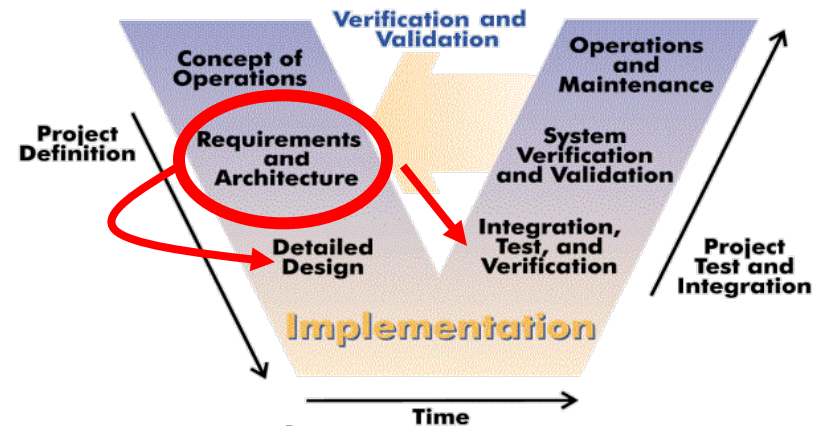 Verification and
Validation
Concept of
Operations
Operations
and
Maintenance
Project
Definition
Requirements
and
Architecture
System
Verification
and Validation
Detailed
Design
Integration,
Test, and
Verification
Project
Test and
Integration
Implementation
Time